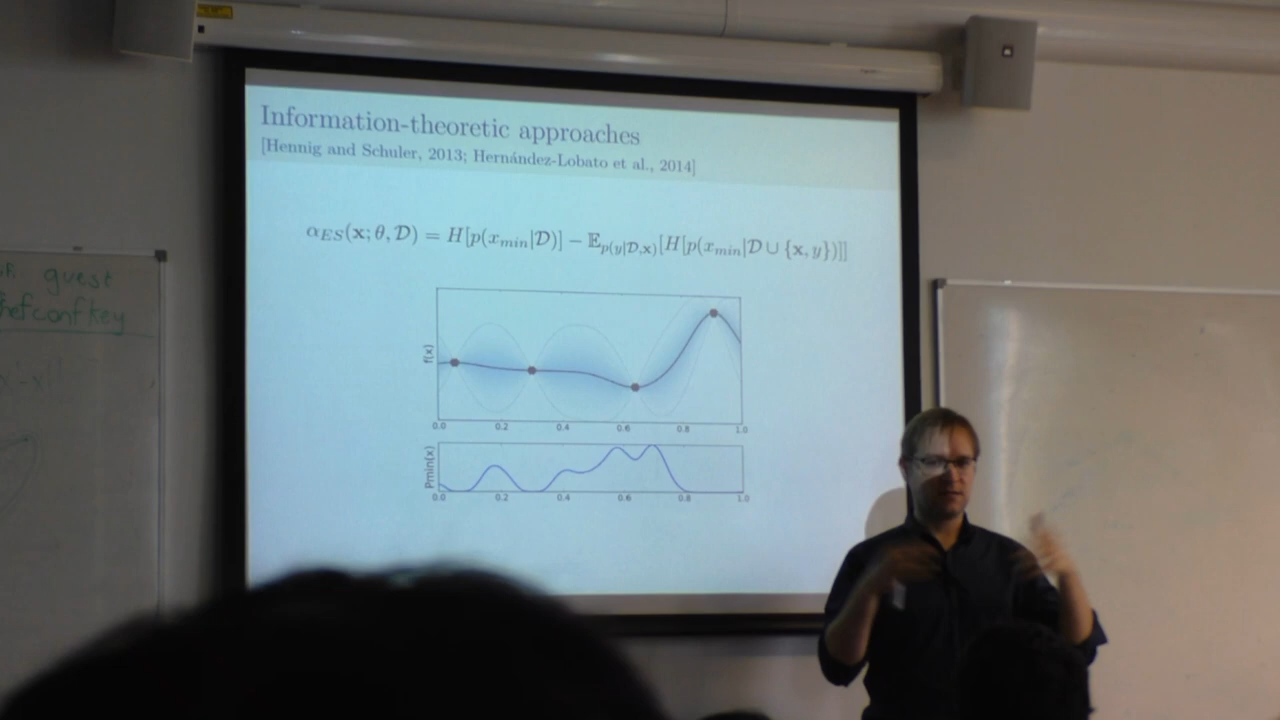 Information-theoretic approaches
[Hennig and Schuler, 2013; Hernández-Lobato et al., 2014]
α_ES(x; θ, D) = H[p(x_min|D)] − 𝔼_p(y|D,x)[H[p(x_min|D ∪ {x, y})]]
f(x)
0.0 0.2 0.4 0.6 0.8 1.0
Pmin(x)
0.0 0.2 0.4 0.6 0.8 1.0
guest